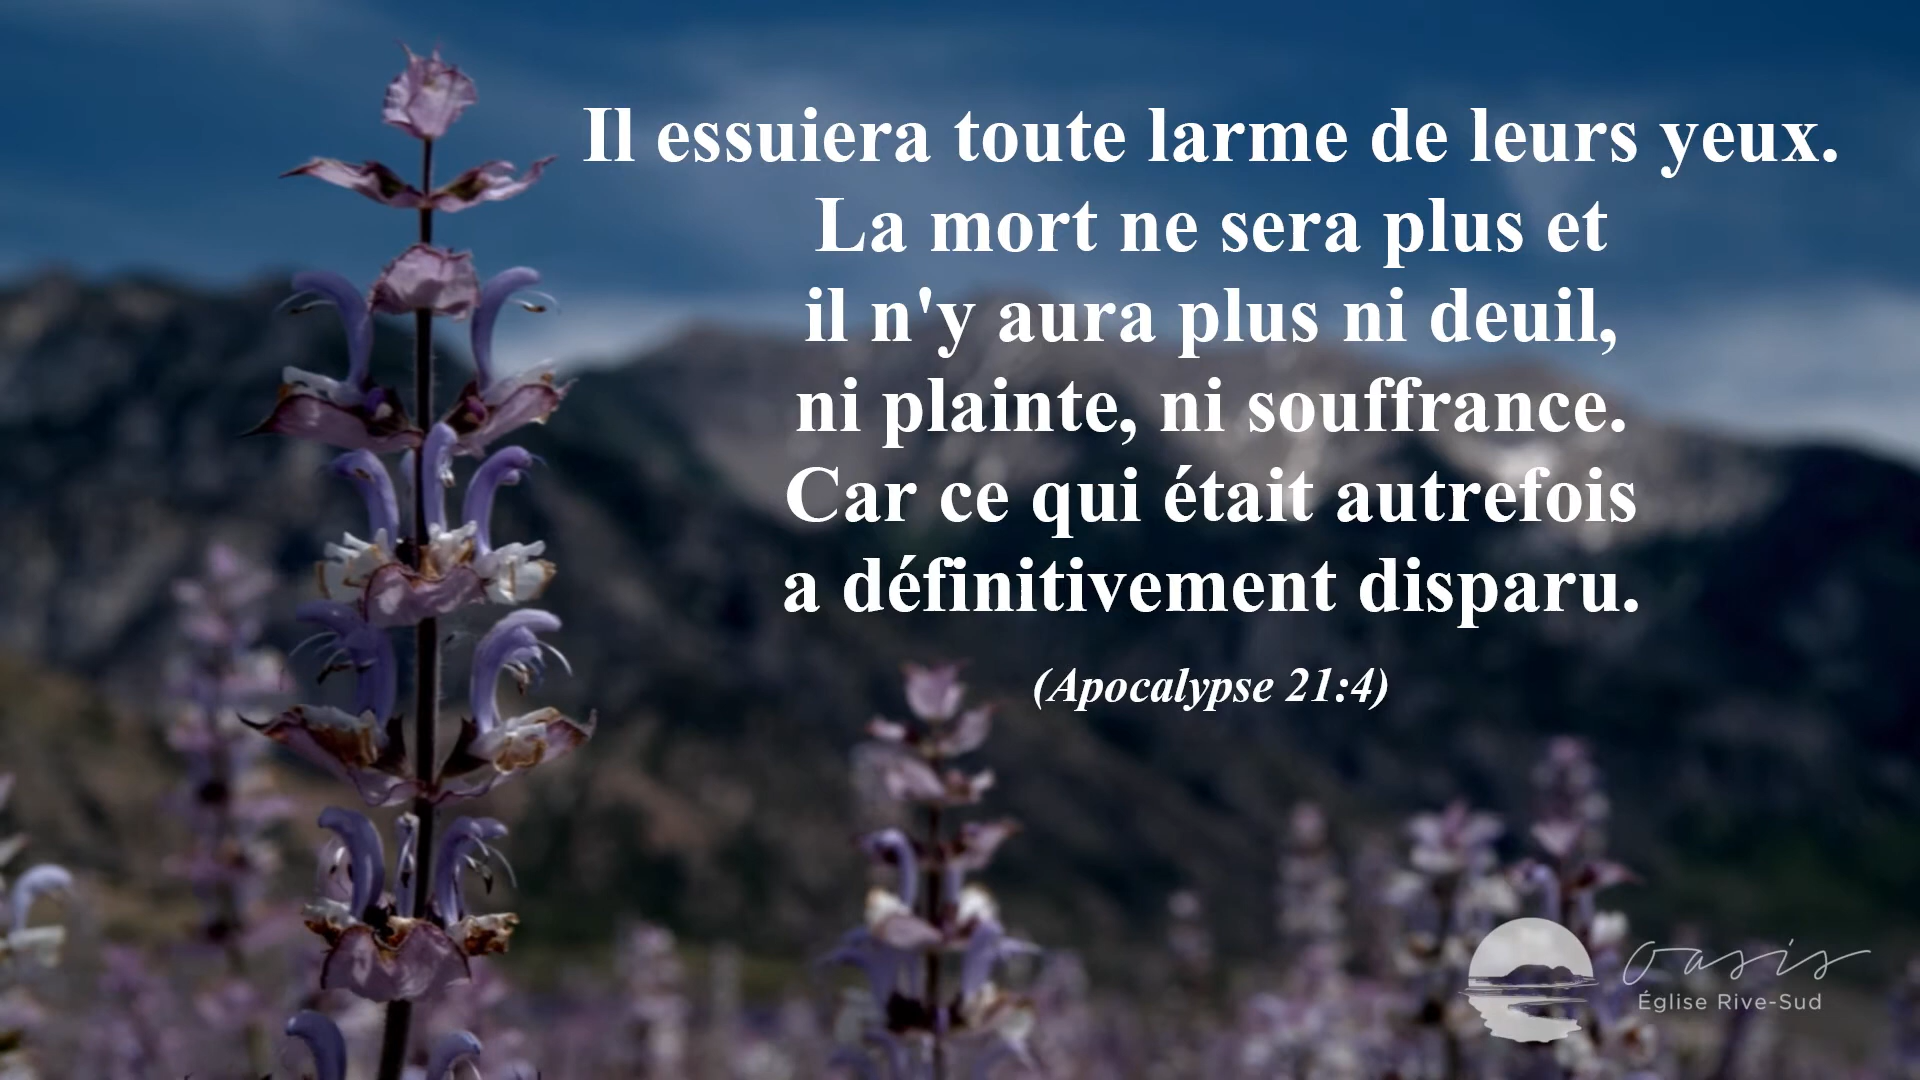 Il essuiera toute larme de leurs yeux.
La mort ne sera plus et
il n'y aura plus ni deuil,
ni plainte, ni souffrance.
Car ce qui était autrefois
a définitivement disparu.
(Apocalypse 21:4)
oasis
Église Rive-Sud